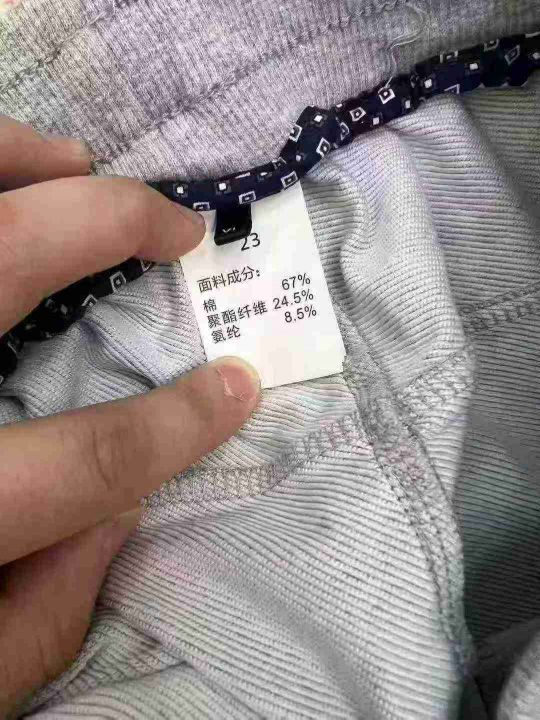 23
面料成分：
棉 67%
聚酯纤维 24.5%
氨纶 8.5%